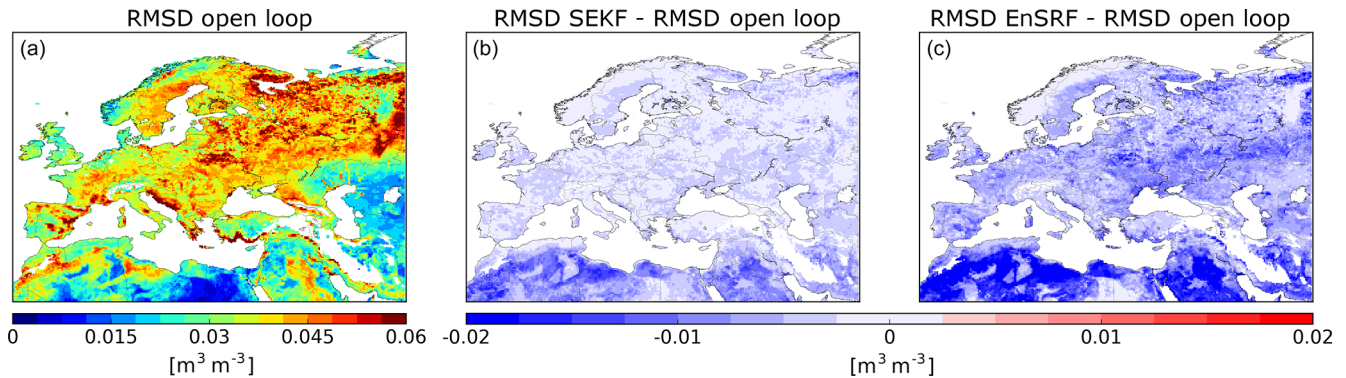 RMSD open loop
RMSD SEKF - RMSD open loop
RMSD EnSRF - RMSD open loop
(a)
(b)
(c)
0 0.015 0.03 0.045 0.06
[m³ m⁻³]
-0.02 -0.01 0 0.01 0.02
[m³ m⁻³]